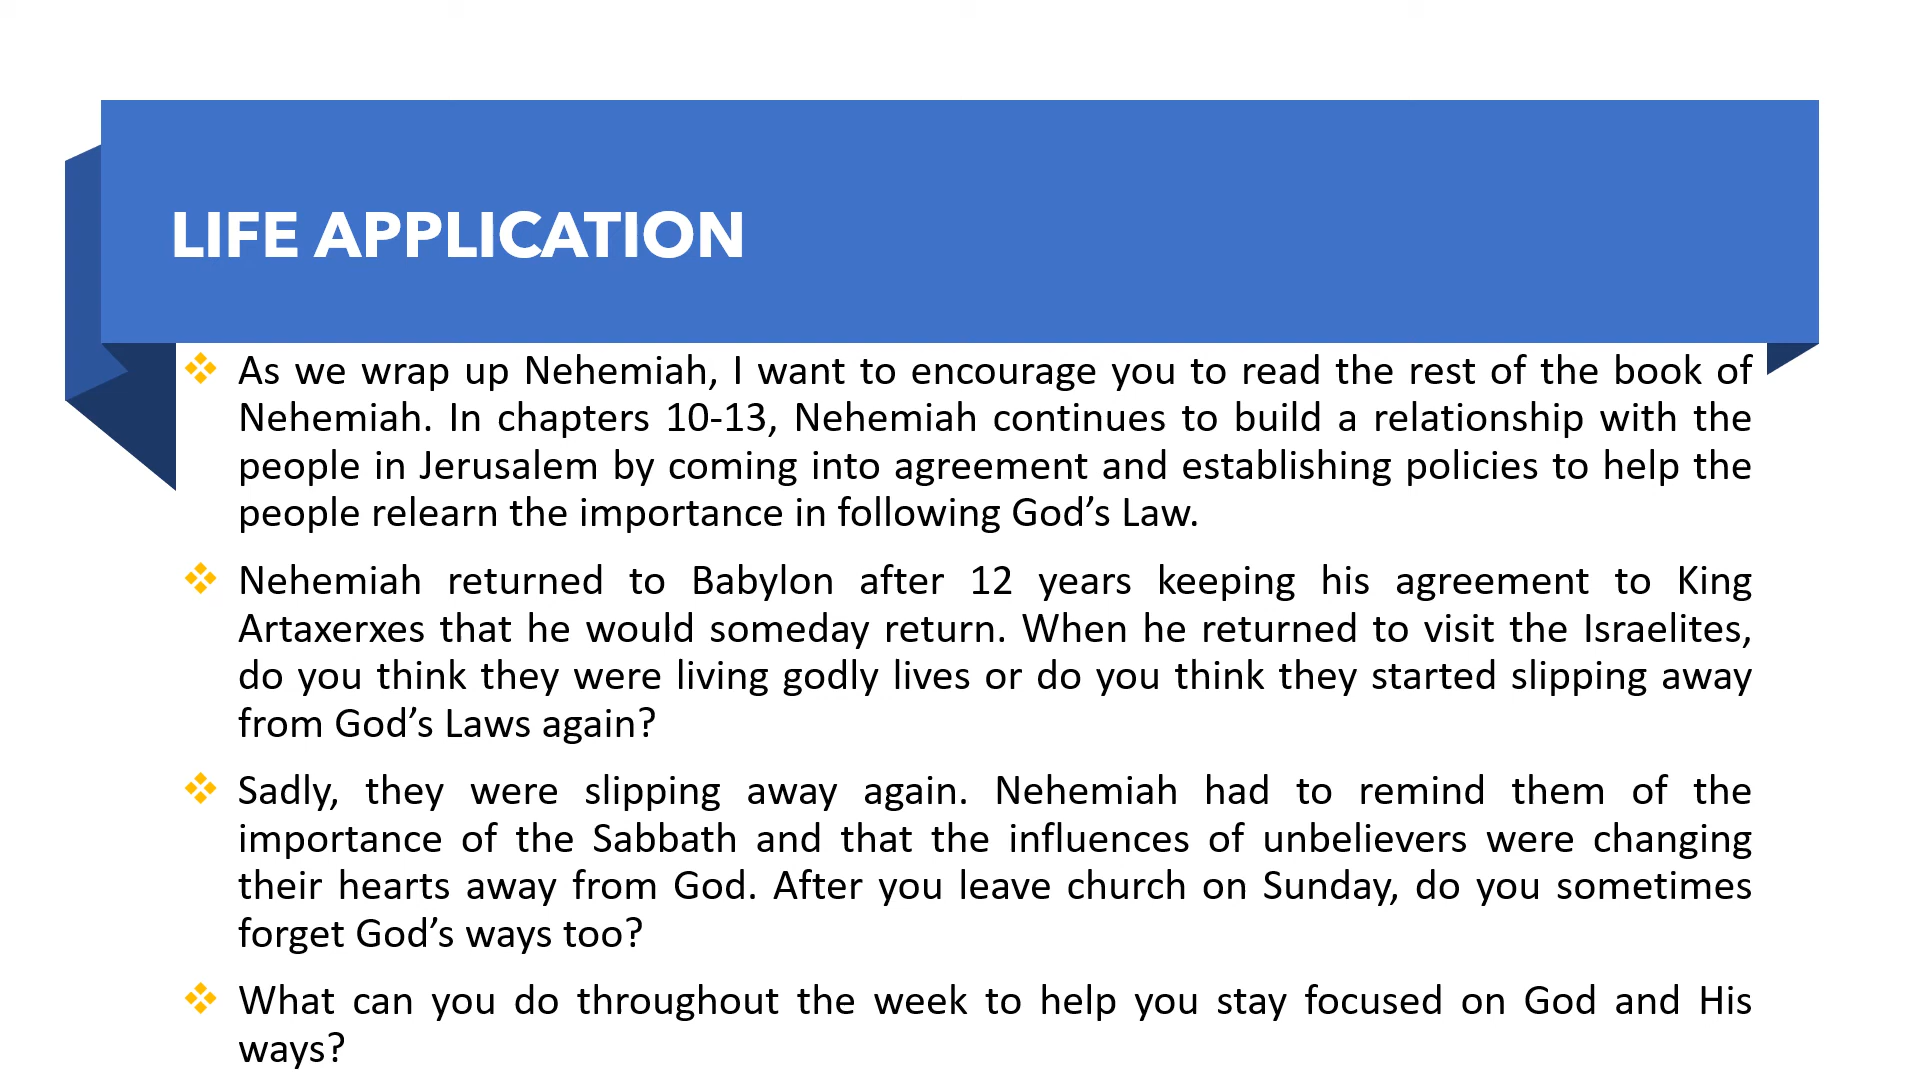 LIFE APPLICATION
As we wrap up Nehemiah, I want to encourage you to read the rest of the book of
Nehemiah. In chapters 10-13, Nehemiah continues to build a relationship with the
people in Jerusalem by coming into agreement and establishing policies to help the
people relearn the importance in following God’s Law.
Nehemiah returned to Babylon after 12 years keeping his agreement to King
Artaxerxes that he would someday return. When he returned to visit the Israelites,
do you think they were living godly lives or do you think they started slipping away
from God’s Laws again?
Sadly, they were slipping away again. Nehemiah had to remind them of the
importance of the Sabbath and that the influences of unbelievers were changing
their hearts away from God. After you leave church on Sunday, do you sometimes
forget God’s ways too?
What can you do throughout the week to help you stay focused on God and His
ways?